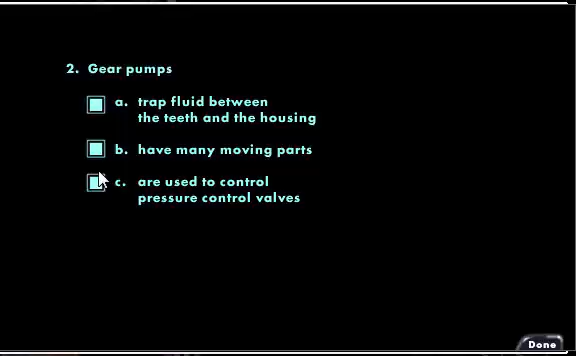 2. Gear pumps
a. trap fluid between
the teeth and the housing
b. have many moving parts
c. are used to control
pressure control valves
Done